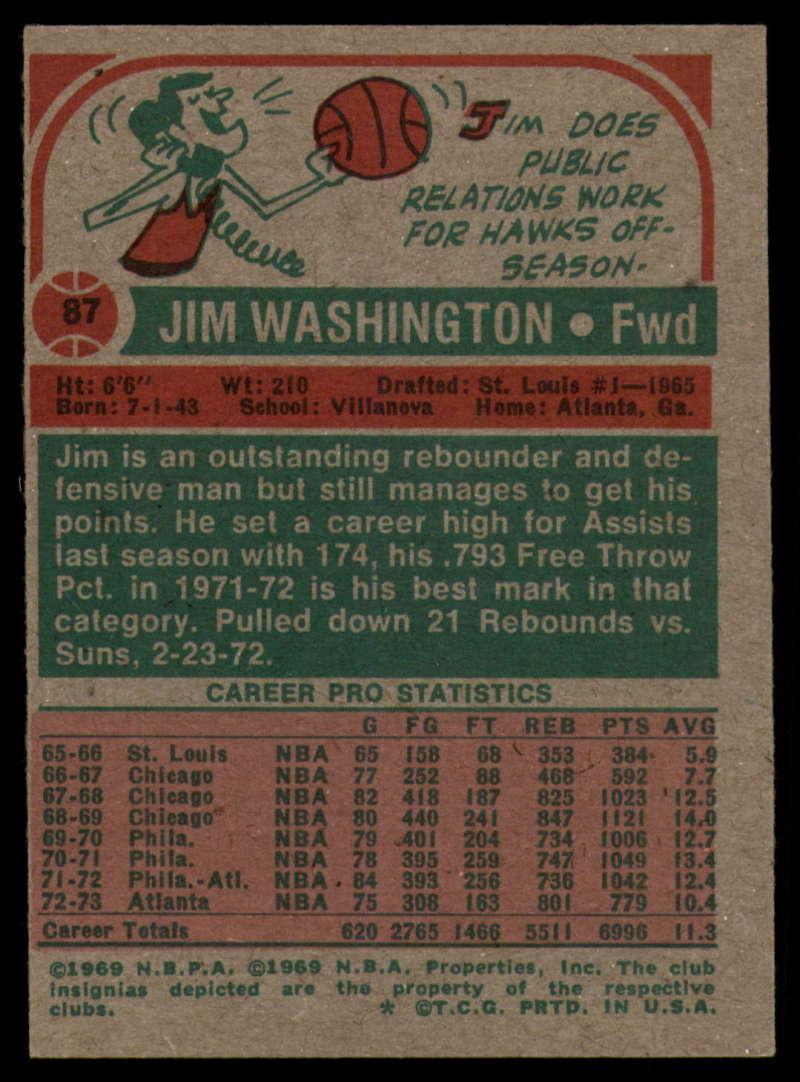 JIM DOES
PUBLIC
RELATIONS WORK
FOR HAWKS OFF-
SEASON.
87 JIM WASHINGTON • Fwd
Ht: 6'6" Wt: 210 Drafted: St. Louis #1—1965
Born: 7-1-43 School: Villanova Home: Atlanta, Ga.
Jim is an outstanding rebounder and de-
fensive man but still manages to get his
points. He set a career high for Assists
last season with 174, his .793 Free Throw
Pct. in 1971-72 is his best mark in that
category. Pulled down 21 Rebounds vs.
Suns, 2-23-72.
CAREER PRO STATISTICS
G FG FT REB PTS AVG
65-66 St. Louis NBA 65 158 68 353 384 5.9
66-67 Chicago NBA 77 252 88 468 592 7.7
67-68 Chicago NBA 82 418 187 825 1023 12.5
68-69 Chicago NBA 80 440 241 847 1121 14.0
69-70 Phila. NBA 79 401 204 734 1006 12.7
70-71 Phila. NBA 78 395 259 747 1049 13.4
71-72 Phila.-Atl. NBA 84 393 256 736 1042 12.4
72-73 Atlanta NBA 75 308 163 801 779 10.4
Career Totals 620 2765 1466 5511 6996 11.3
©1969 N.B.P.A. ©1969 N.B.A. Properties, Inc. The club
insignias depicted are the property of the respective
clubs. * ©T.C.G. PRTD. IN U.S.A.